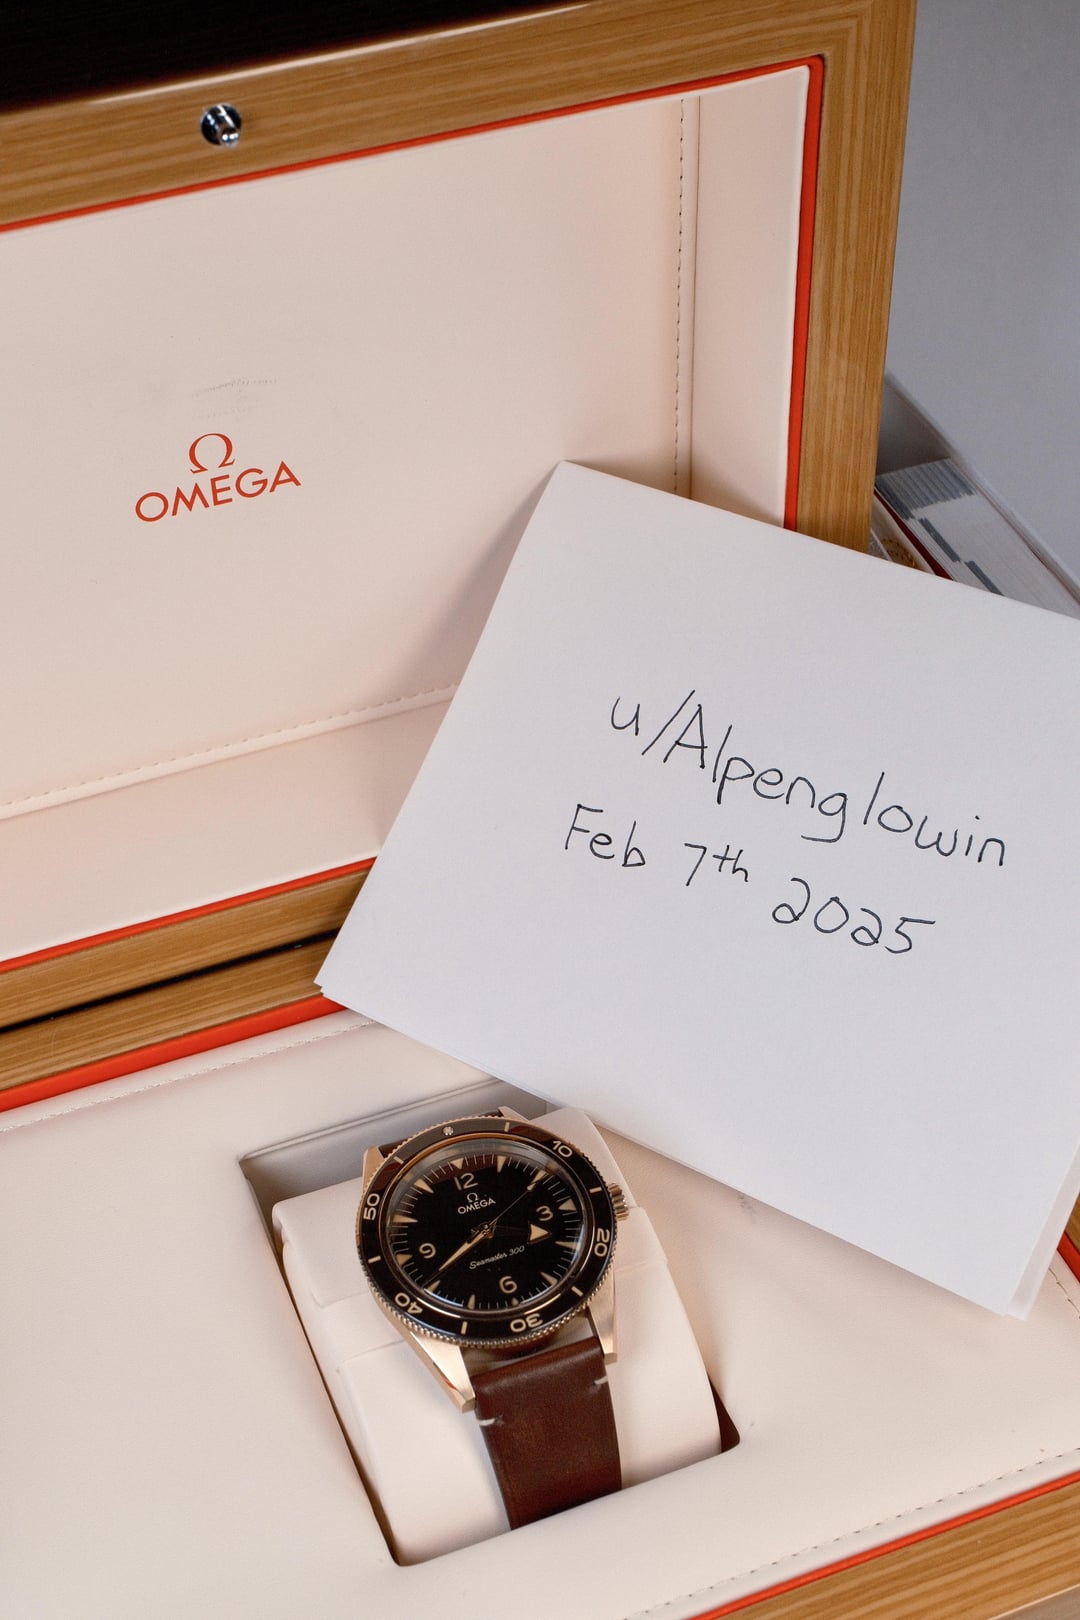 Ω
OMEGA
u/Alpenglowin
Feb 7th 2025
10
20
30
40
50
12
3
6
9
Ω
OMEGA
Seamaster 300